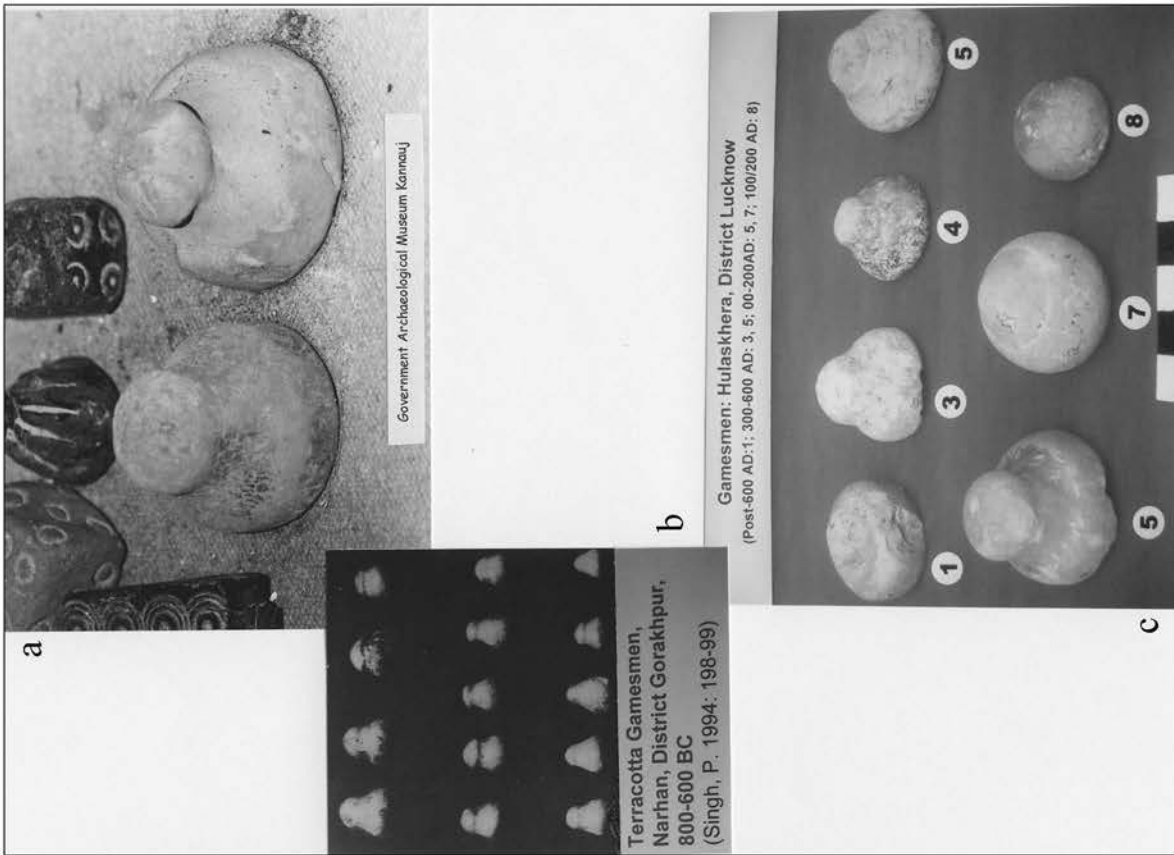 a
Government Archaeological Museum Kannauj
b
Terracotta Gamesmen,
Narhan, District Gorakhpur,
800-600 BC
(Singh, P. 1994: 198-99)
c
Gamesmen: Hulaskhera, District Lucknow
(Post-600 AD:1; 300-600 AD: 3, 5; 00-200AD: 5, 7; 100/200 AD: 8)
1
3
4
5
5
7
8